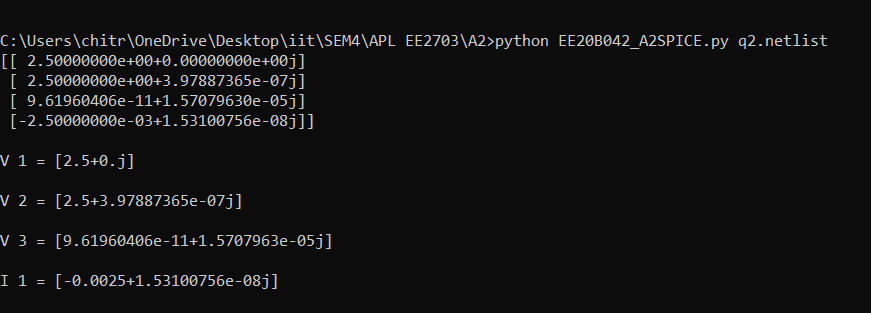 C:\Users\chitr\OneDrive\Desktop\iit\SEM4\APL EE2703\A2>python EE20B042_A2SPICE.py q2.netlist
[[ 2.50000000e+00+0.00000000e+00j]
 [ 2.50000000e+00+3.97887365e-07j]
 [ 9.61960406e-11+1.57079630e-05j]
 [-2.50000000e-03+1.53100756e-08j]]
V 1 = [2.5+0.j]
V 2 = [2.5+3.97887365e-07j]
V 3 = [9.61960406e-11+1.5707963e-05j]
I 1 = [-0.0025+1.53100756e-08j]